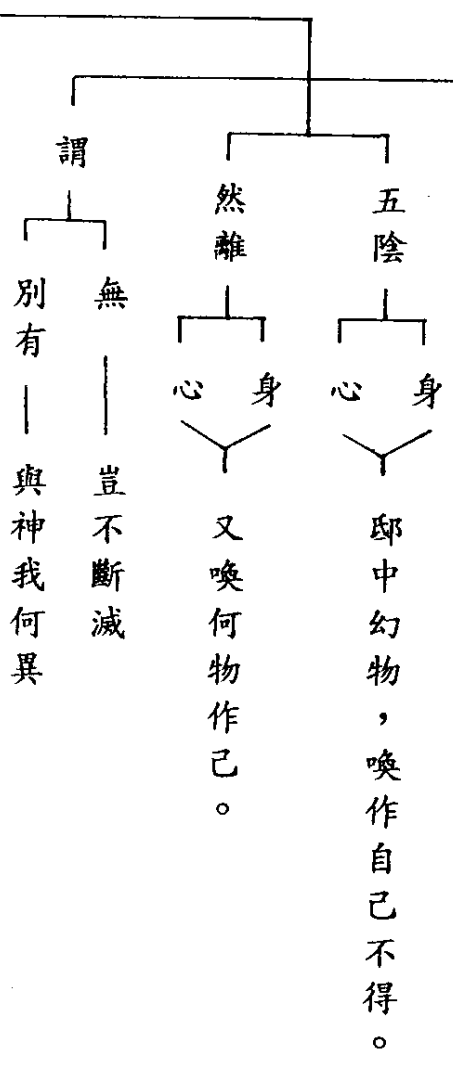 五陰
身
心
邸中幻物，喚作自己不得。
然離
身
心
又喚何物作己。
謂
無
豈不斷滅
別有
與神我何異